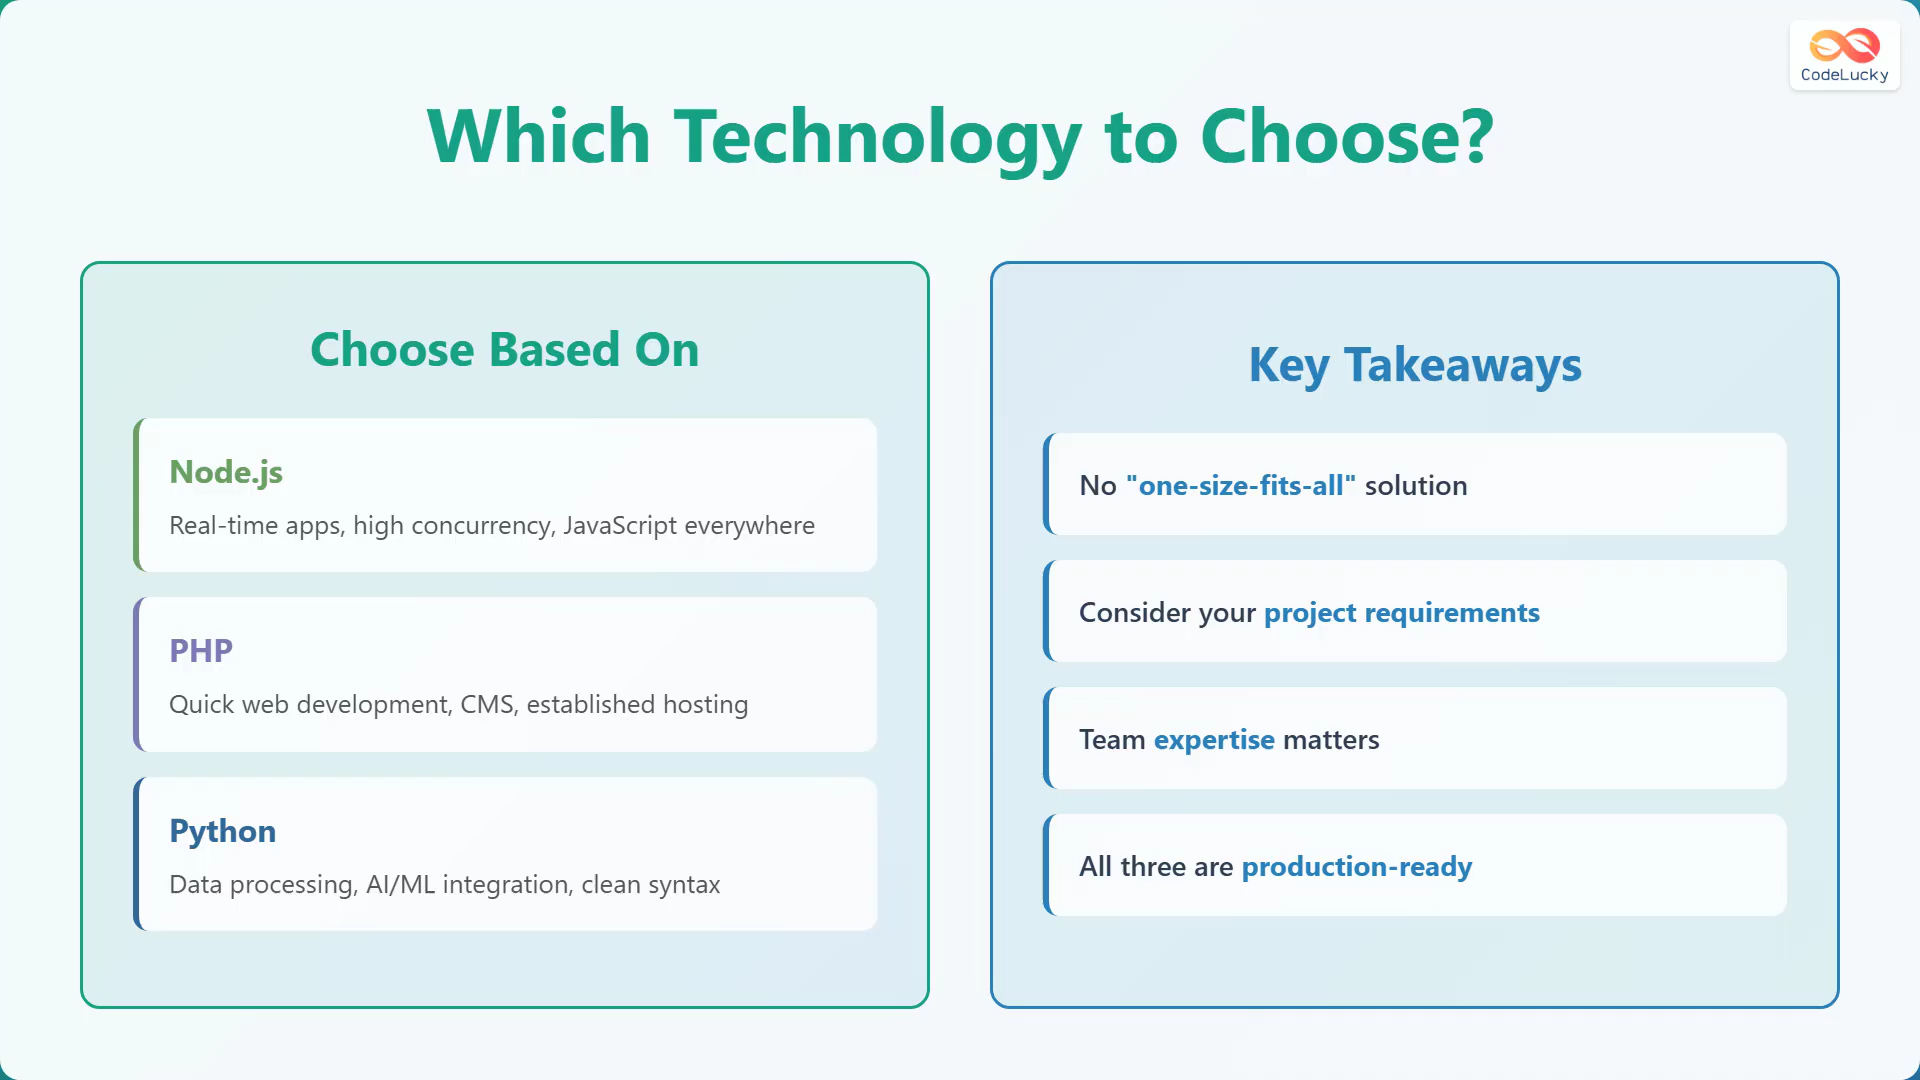 CodeLucky
Which Technology to Choose?
Choose Based On
Node.js
Real-time apps, high concurrency, JavaScript everywhere
PHP
Quick web development, CMS, established hosting
Python
Data processing, AI/ML integration, clean syntax
Key Takeaways
No "one-size-fits-all" solution
Consider your project requirements
Team expertise matters
All three are production-ready